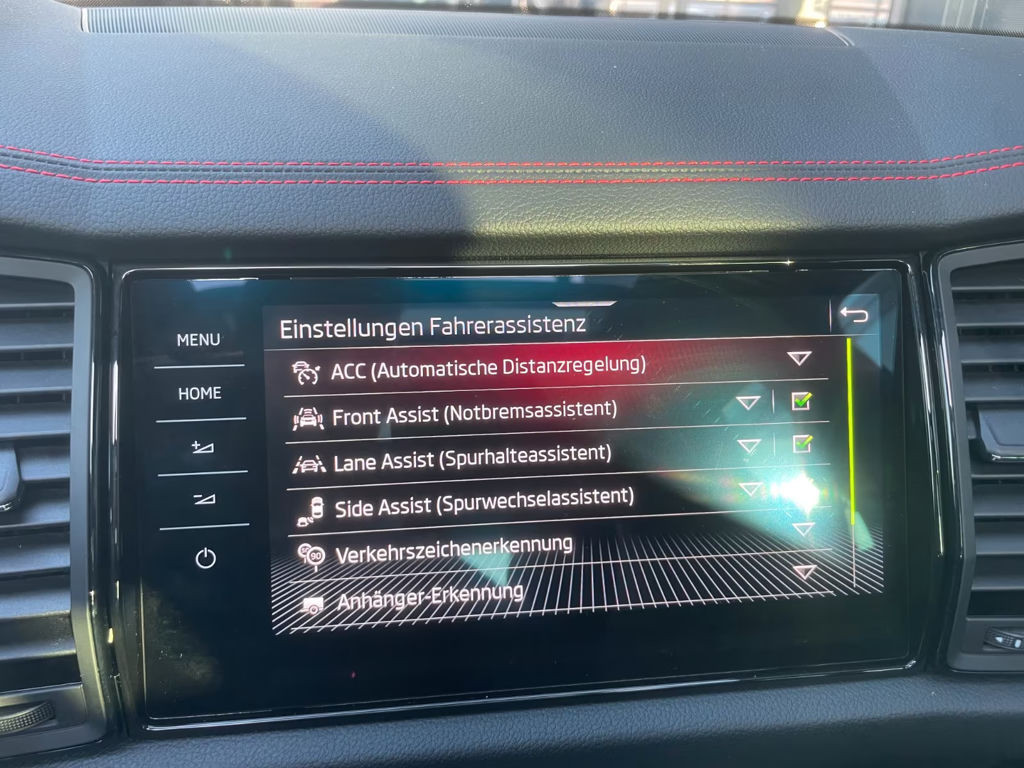 Einstellungen Fahrerassistenz
MENU
HOME
ACC (Automatische Distanzregelung)
Front Assist (Notbremsassistent)
Lane Assist (Spurhalteassistent)
Side Assist (Spurwechselassistent)
Verkehrszeichenerkennung
90
Anhänger-Erkennung